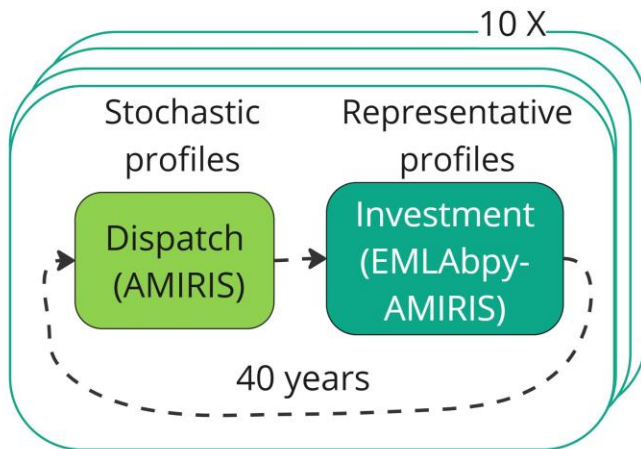 10 X
Stochastic
profiles
Representative
profiles
Dispatch
(AMIRIS)
Investment
(EMLAbpy-
AMIRIS)
40 years